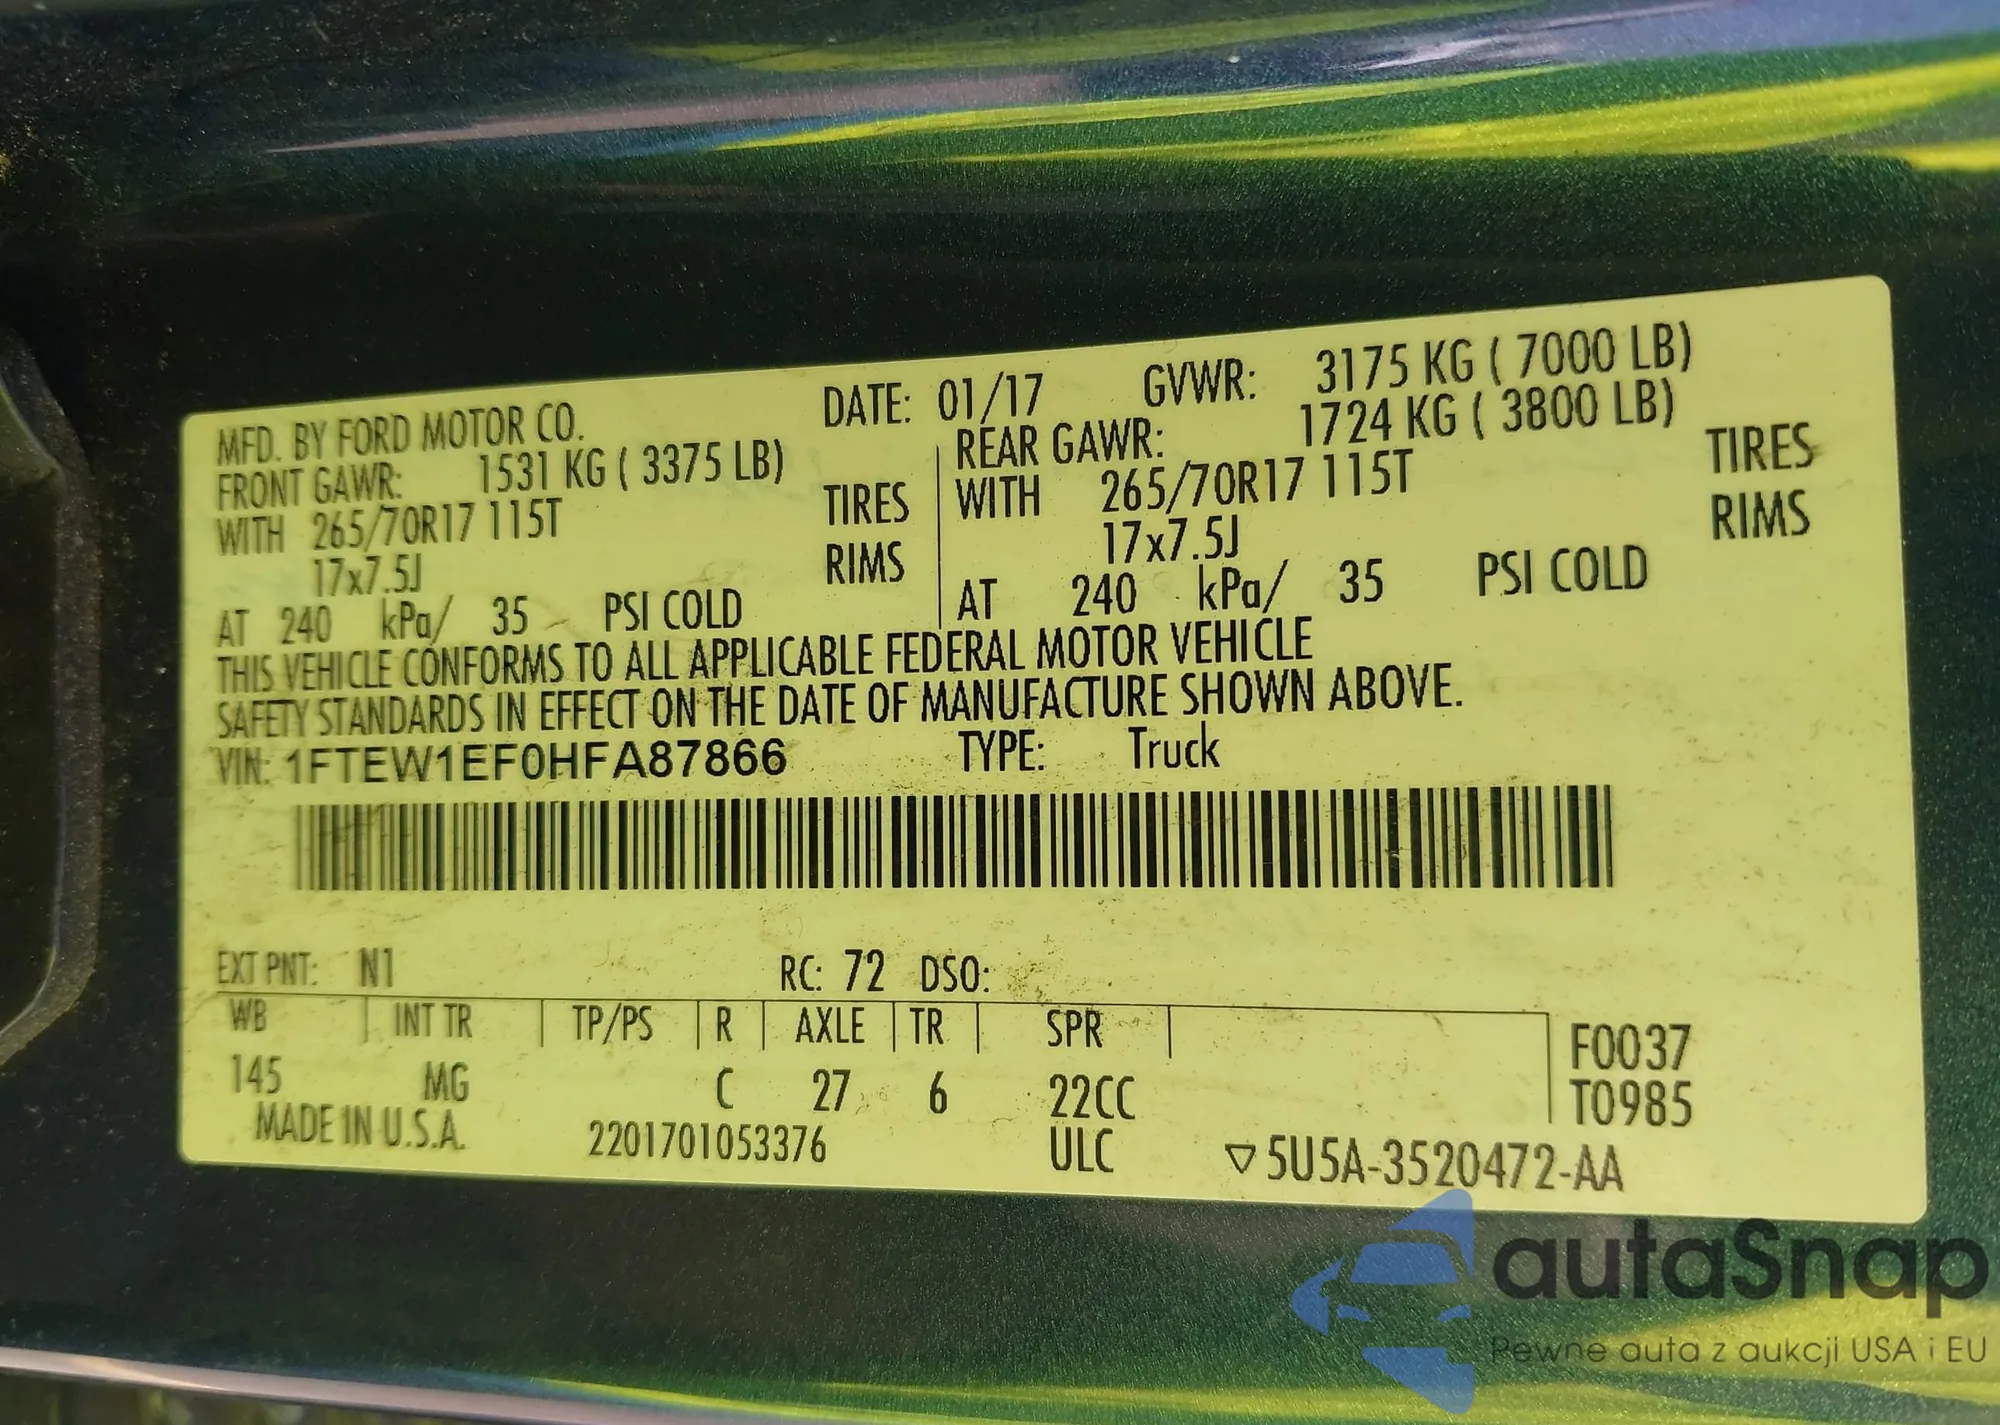 MFD. BY FORD MOTOR CO. DATE: 01/17 GVWR: 3175 KG ( 7000 LB)
FRONT GAWR: 1531 KG ( 3375 LB) REAR GAWR: 1724 KG ( 3800 LB)
WITH 265/70R17 115T TIRES WITH 265/70R17 115T TIRES
17x7.5J RIMS 17x7.5J RIMS
AT 240 kPa/ 35 PSI COLD AT 240 kPa/ 35 PSI COLD
THIS VEHICLE CONFORMS TO ALL APPLICABLE FEDERAL MOTOR VEHICLE
SAFETY STANDARDS IN EFFECT ON THE DATE OF MANUFACTURE SHOWN ABOVE.
VIN: 1FTEW1EF0HFA87866 TYPE: Truck
EXT PNT: N1 RC: 72 DSO:
WB INT TR TP/PS R AXLE TR SPR F0037
145 MG C 27 6 22CC T0985
MADE IN U.S.A. 2201701053376 ULC ▽5U5A-3520472-AA
autaSnap
Pewne auta z aukcji USA i EU